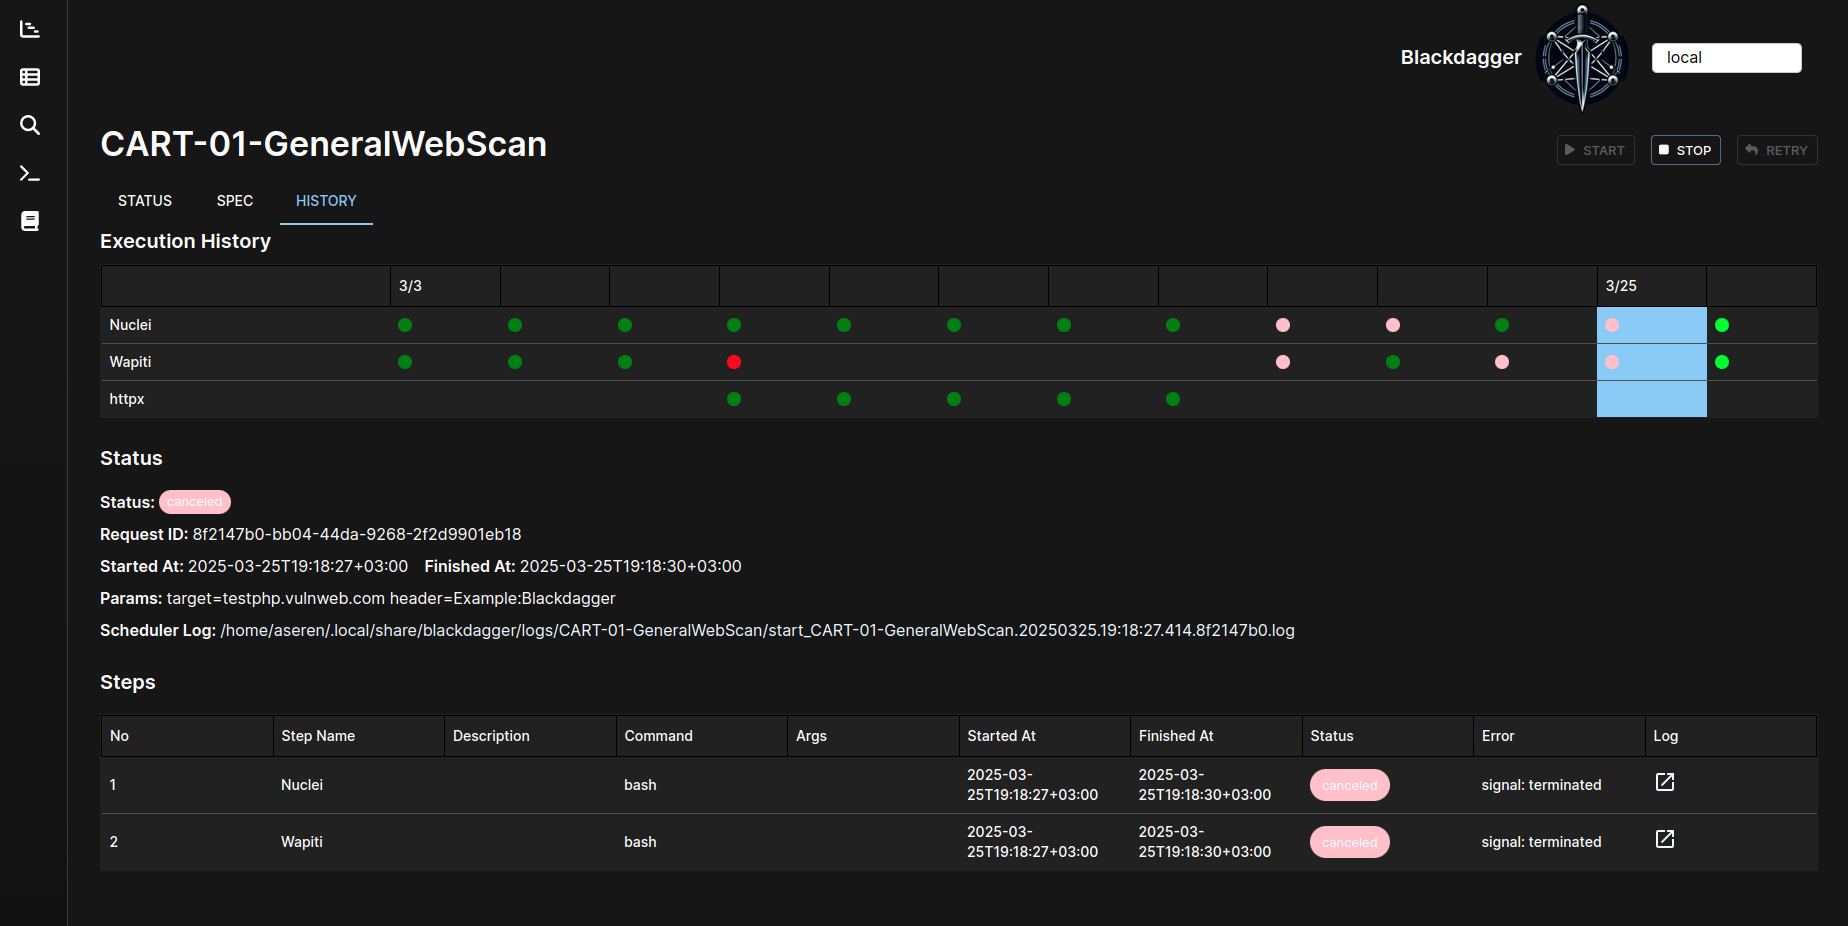 Blackdagger
local
CART-01-GeneralWebScan
START STOP RETRY
STATUS SPEC HISTORY
Execution History
3/3 3/25
Nuclei
Wapiti
httpx
Status
Status: canceled
Request ID: 8f2147b0-bb04-44da-9268-2f2d9901eb18
Started At: 2025-03-25T19:18:27+03:00 Finished At: 2025-03-25T19:18:30+03:00
Params: target=testphp.vulnweb.com header=Example:Blackdagger
Scheduler Log: /home/aseren/.local/share/blackdagger/logs/CART-01-GeneralWebScan/start_CART-01-GeneralWebScan.20250325.19:18:27.414.8f2147b0.log
Steps
No Step Name Description Command Args Started At Finished At Status Error Log
1 Nuclei bash 2025-03-25T19:18:27+03:00 2025-03-25T19:18:30+03:00 canceled signal: terminated
2 Wapiti bash 2025-03-25T19:18:27+03:00 2025-03-25T19:18:30+03:00 canceled signal: terminated